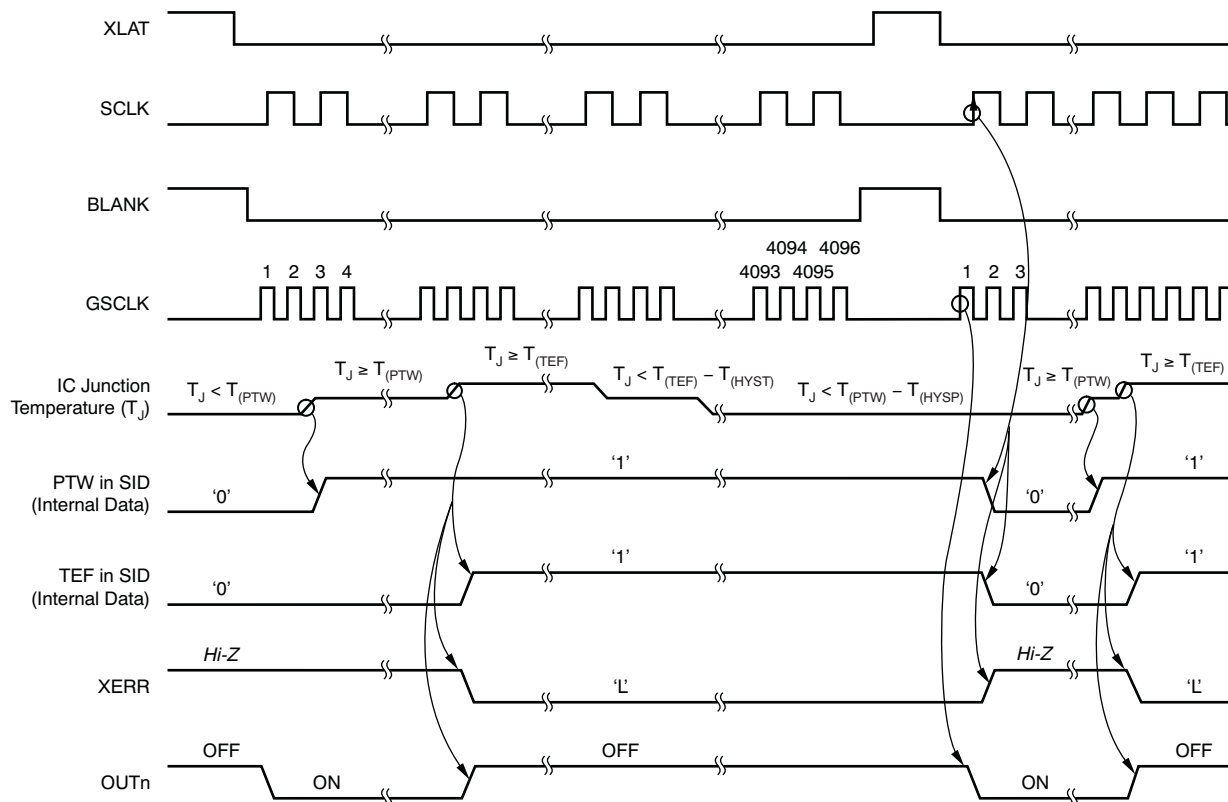 XLAT
SCLK
BLANK
4094 4096
1 2 3 4 4093 4095 1 2 3
GSCLK
IC Junction
Temperature (TJ)
TJ < T(PTW)
TJ ≥ T(PTW)
TJ ≥ T(TEF)
TJ < T(TEF) – T(HYST)
TJ < T(PTW) – T(HYSP)
TJ ≥ T(PTW)
TJ ≥ T(TEF)
PTW in SID
(Internal Data)
‘0’ ‘1’ ‘0’ ‘1’
TEF in SID
(Internal Data)
‘0’ ‘1’ ‘0’ ‘1’
XERR
Hi-Z ‘L’ Hi-Z ‘L’
OUTn
OFF ON OFF ON OFF